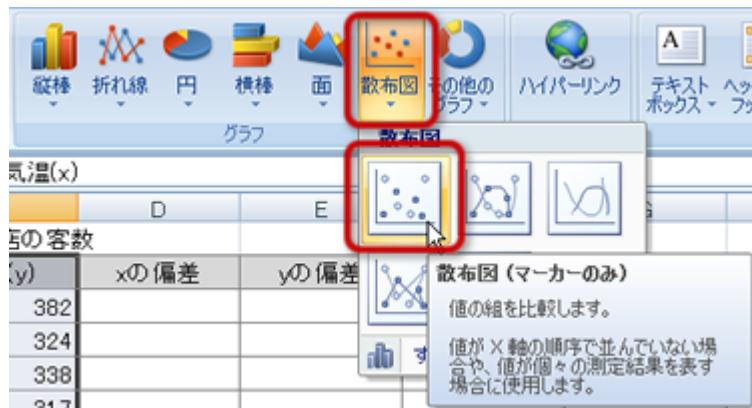 縦棒 折れ線 円 横棒 面 散布図 その他の グラフ ハイパーリンク テキスト ボックス
グラフ
散布図
気温(x)
D E G
店の客数
(y) xの偏差 yの偏差
382
324
338
317
散布図 (マーカーのみ)
値の組を比較します。
値が X 軸の順序で並んでいない場
合や、値が個々の測定結果を表す
場合に使用します。